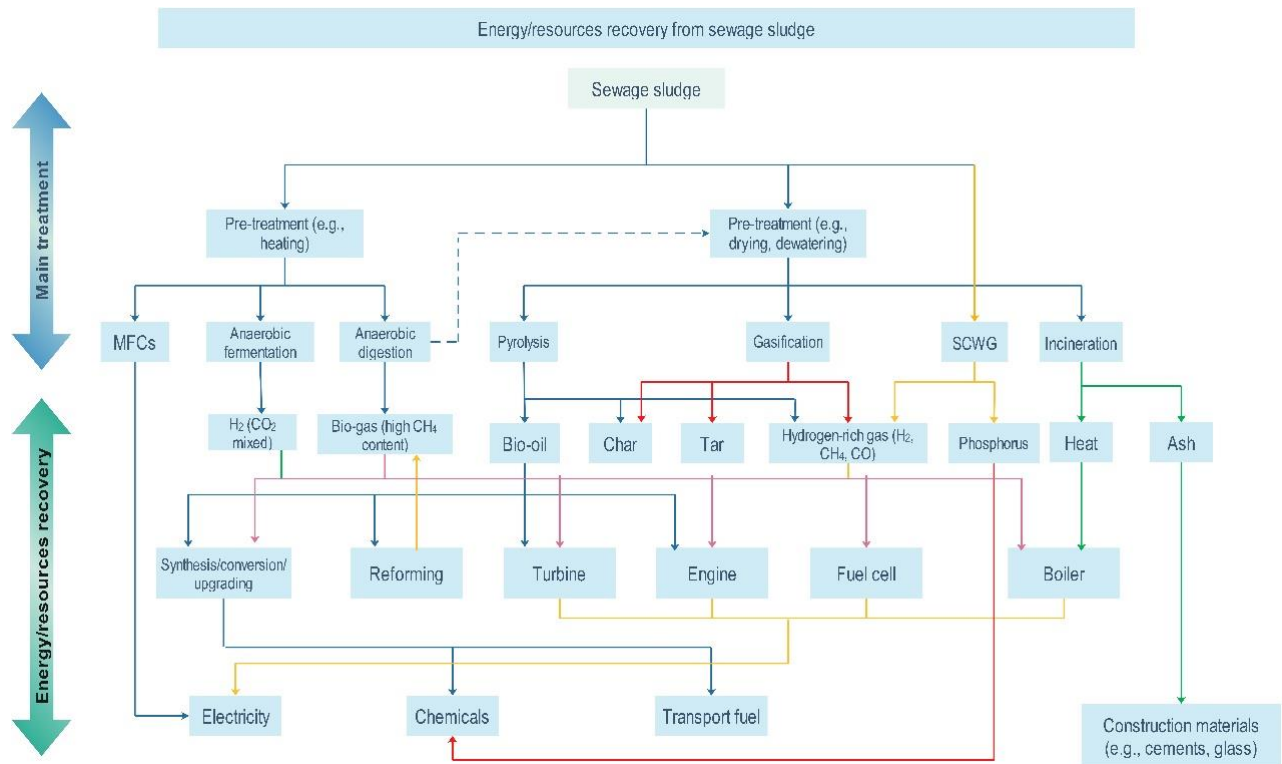 Energy/resources recovery from sewage sludge
Sewage sludge
Main treatment
Pre-treatment (e.g.,
heating)
Pre-treatment (e.g.,
drying, dewatering)
MFCs
Anaerobic
fermentation
Anaerobic
digestion
Pyrolysis
Gasification
SCWG
Incineration
Energy/resources recovery
H₂ (CO₂
mixed)
Bio-gas (high CH₄
content)
Bio-oil
Char
Tar
Hydrogen-rich gas (H₂,
CH₄, CO)
Phosphorus
Heat
Ash
Synthesis/conversion/
upgrading
Reforming
Turbine
Engine
Fuel cell
Boiler
Electricity
Chemicals
Transport fuel
Construction materials
(e.g., cements, glass)